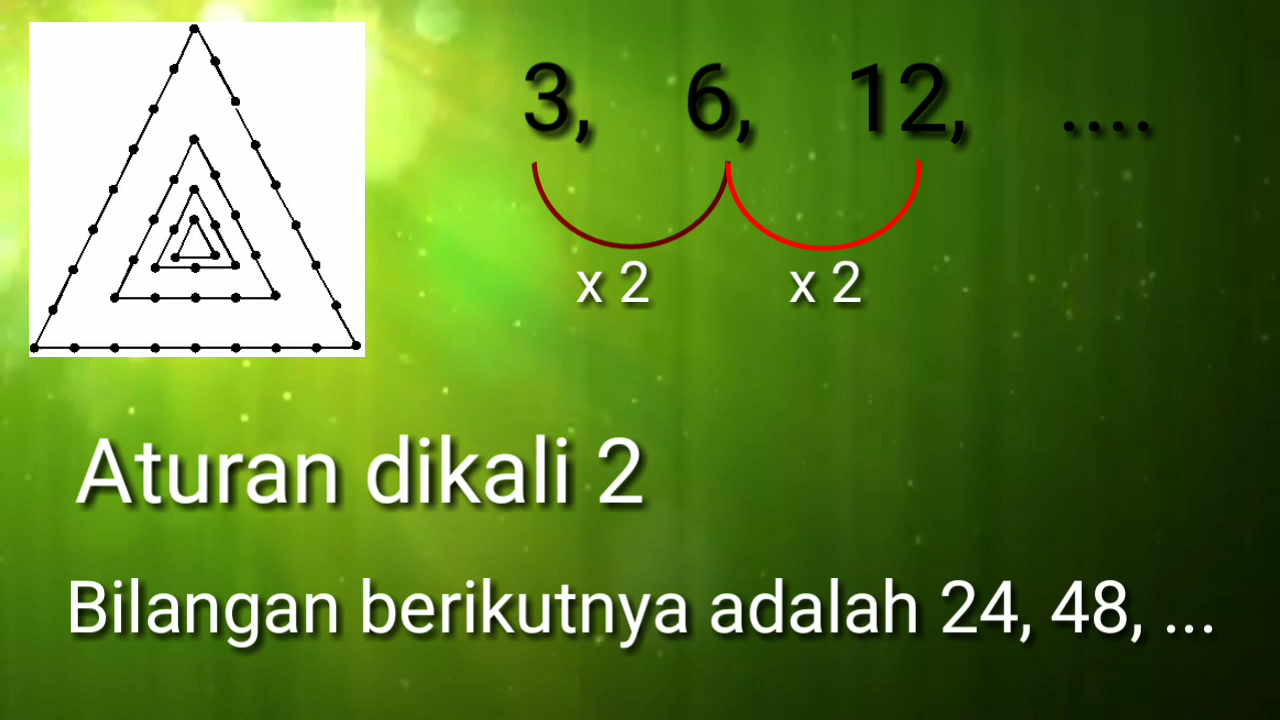 3, 6, 12, ....
x 2 x 2
Aturan dikali 2
Bilangan berikutnya adalah 24, 48, ...